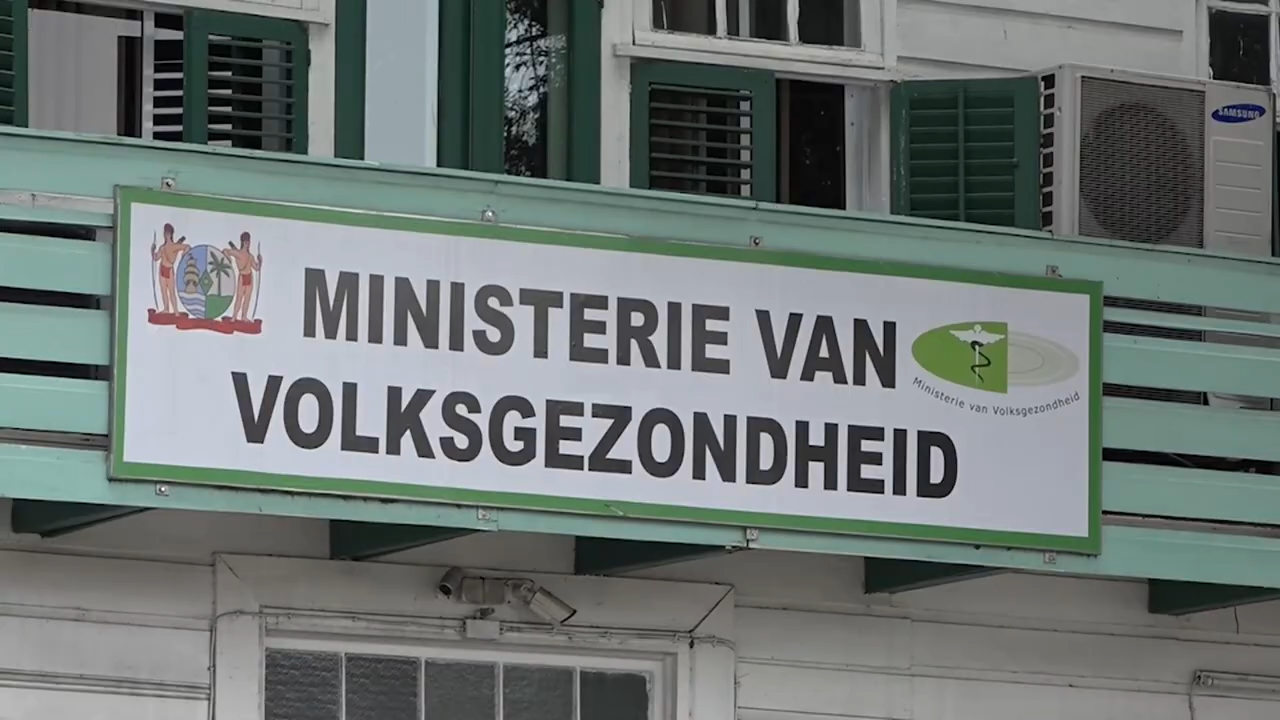 MINISTERIE VAN
VOLKSGEZONDHEID
Ministerie van Volksgezondheid
SAMSUNG